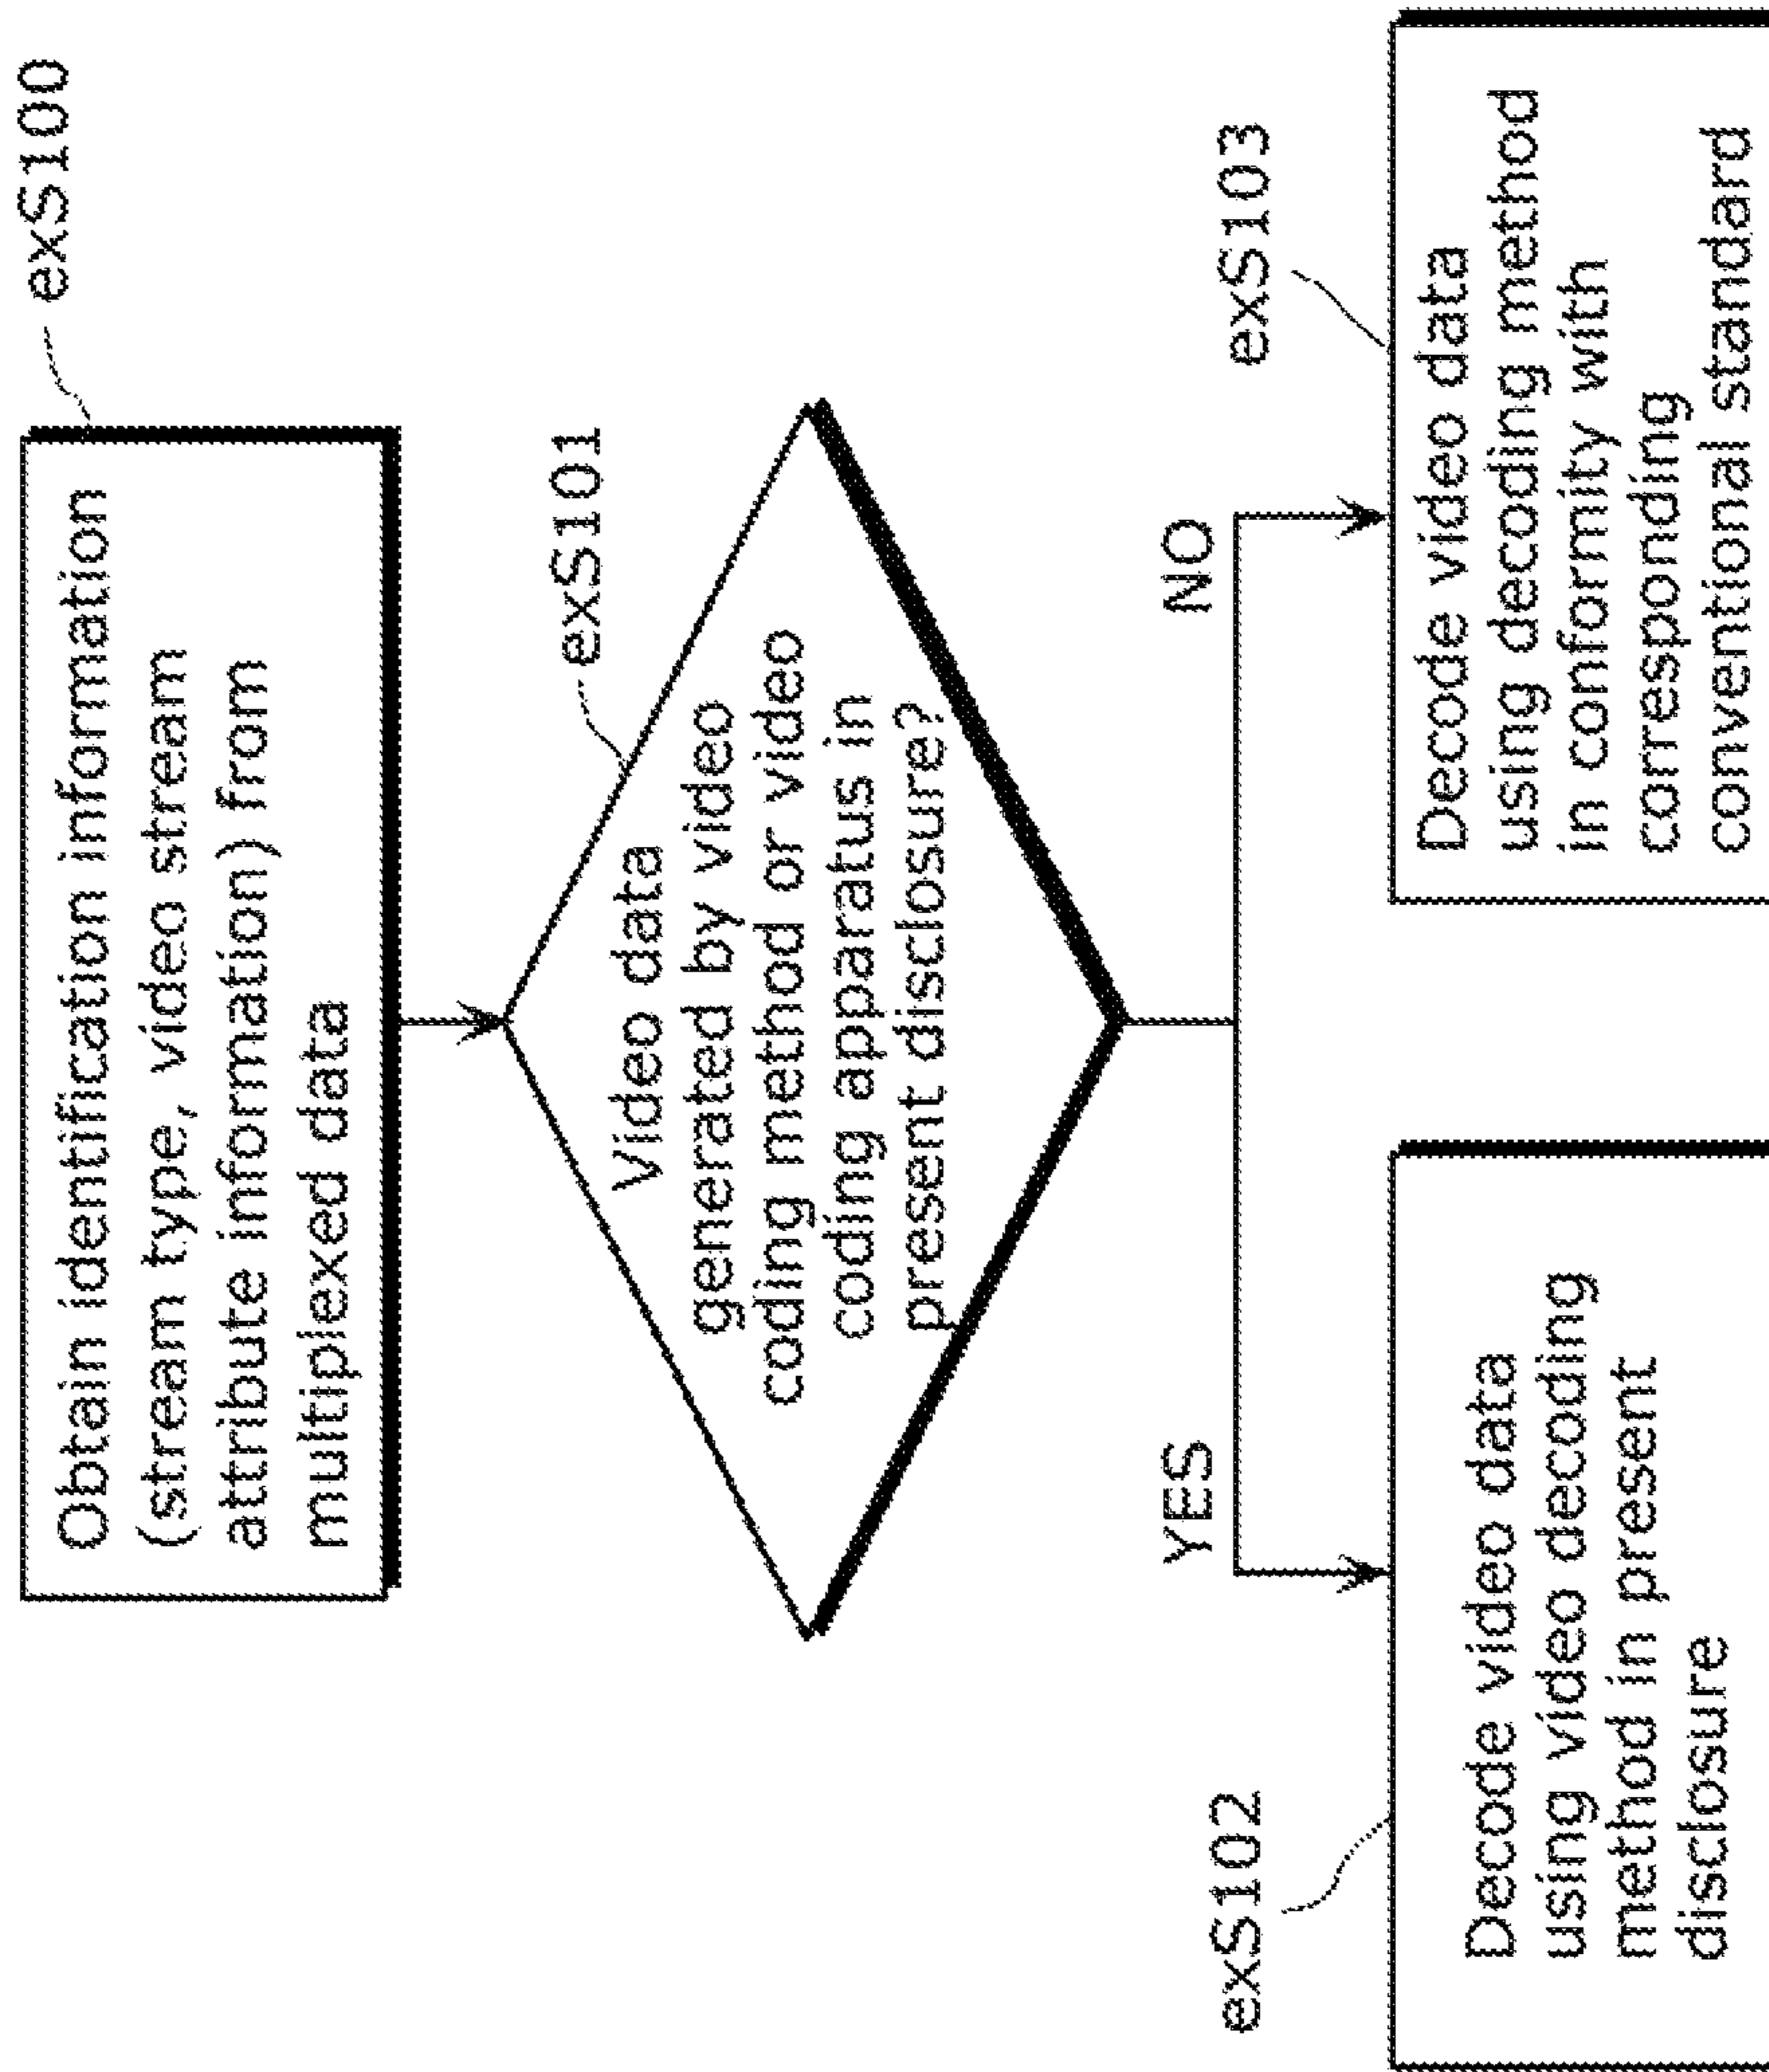 exS100
Obtain identification information
(stream type, video stream
attribute information) from
multiplexed data
exS101
Video data
generated by video
coding method or video
coding apparatus in
present disclosure?
YES
NO
exS102
Decode video data
using video decoding
method in present
disclosure
exS103
Decode video data
using decoding method
in conformity with
corresponding
conventional standard